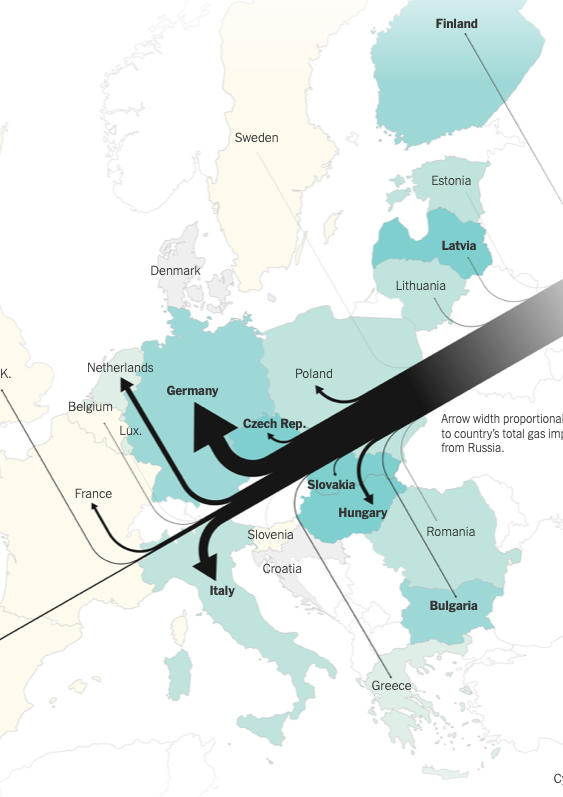 Finland
Sweden
Estonia
Latvia
Denmark
Lithuania
K.
Netherlands
Poland
Germany
Belgium
Czech Rep.
Lux.
Arrow width proportional
to country's total gas imp
from Russia.
Slovakia
France
Hungary
Romania
Slovenia
Croatia
Italy
Bulgaria
Greece
Cy